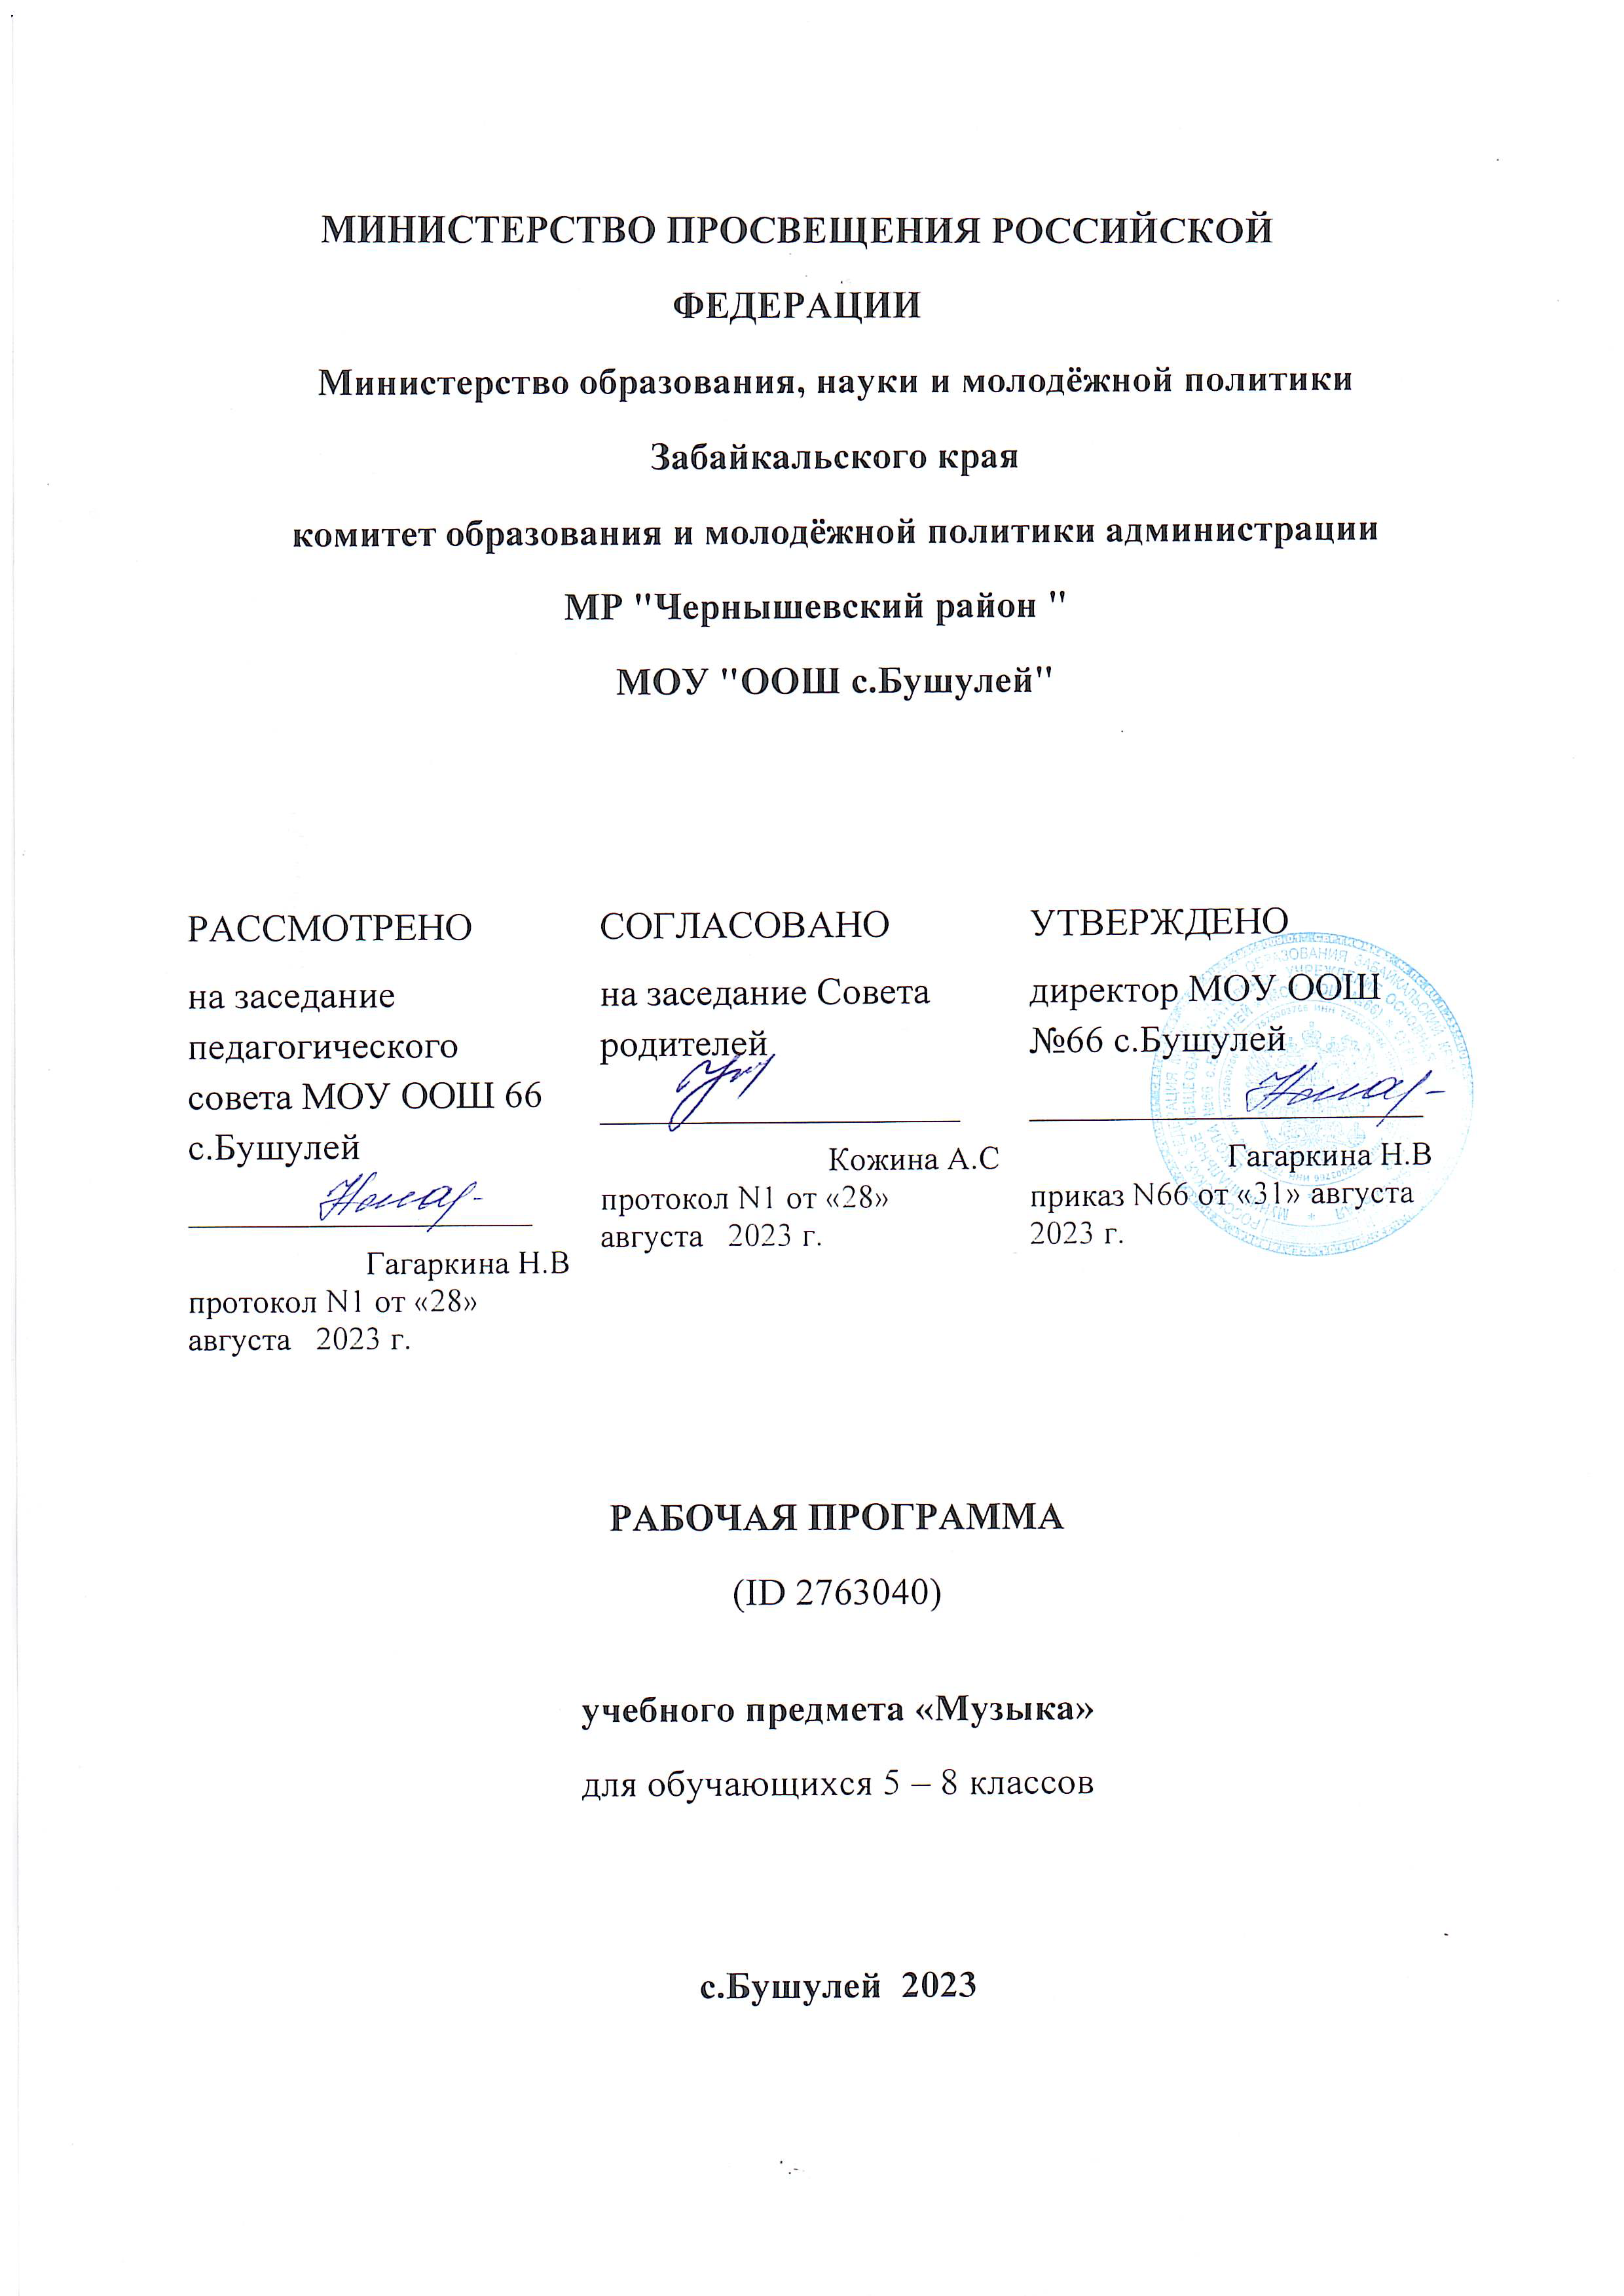 МИНИСТЕРСТВО ПРОСВЕЩЕНИЯ РОССИЙСКОЙ
ФЕДЕРАЦИИ
Министерство образования, науки и молодёжной политики
Забайкальского края
комитет образования и молодёжной политики администрации
МР "Чернышевский район "
МОУ "ООШ с.Бушулей"
РАССМОТРЕНО
на заседание
педагогического
совета МОУ ООШ 66
с.Бушулей
Гагаркина Н.В
протокол N1 от «28»
августа 2023 г.
СОГЛАСОВАНО
на заседание Совета
родителей
Кожина А.С
протокол N1 от «28»
августа 2023 г.
УТВЕРЖДЕНО
директор МОУ ООШ
№66 с.Бушулей
Гагаркина Н.В
приказ N66 от «31» августа
2023 г.
РАБОЧАЯ ПРОГРАММА
(ID 2763040)
учебного предмета «Музыка»
для обучающихся 5 – 8 классов
с.Бушулей 2023